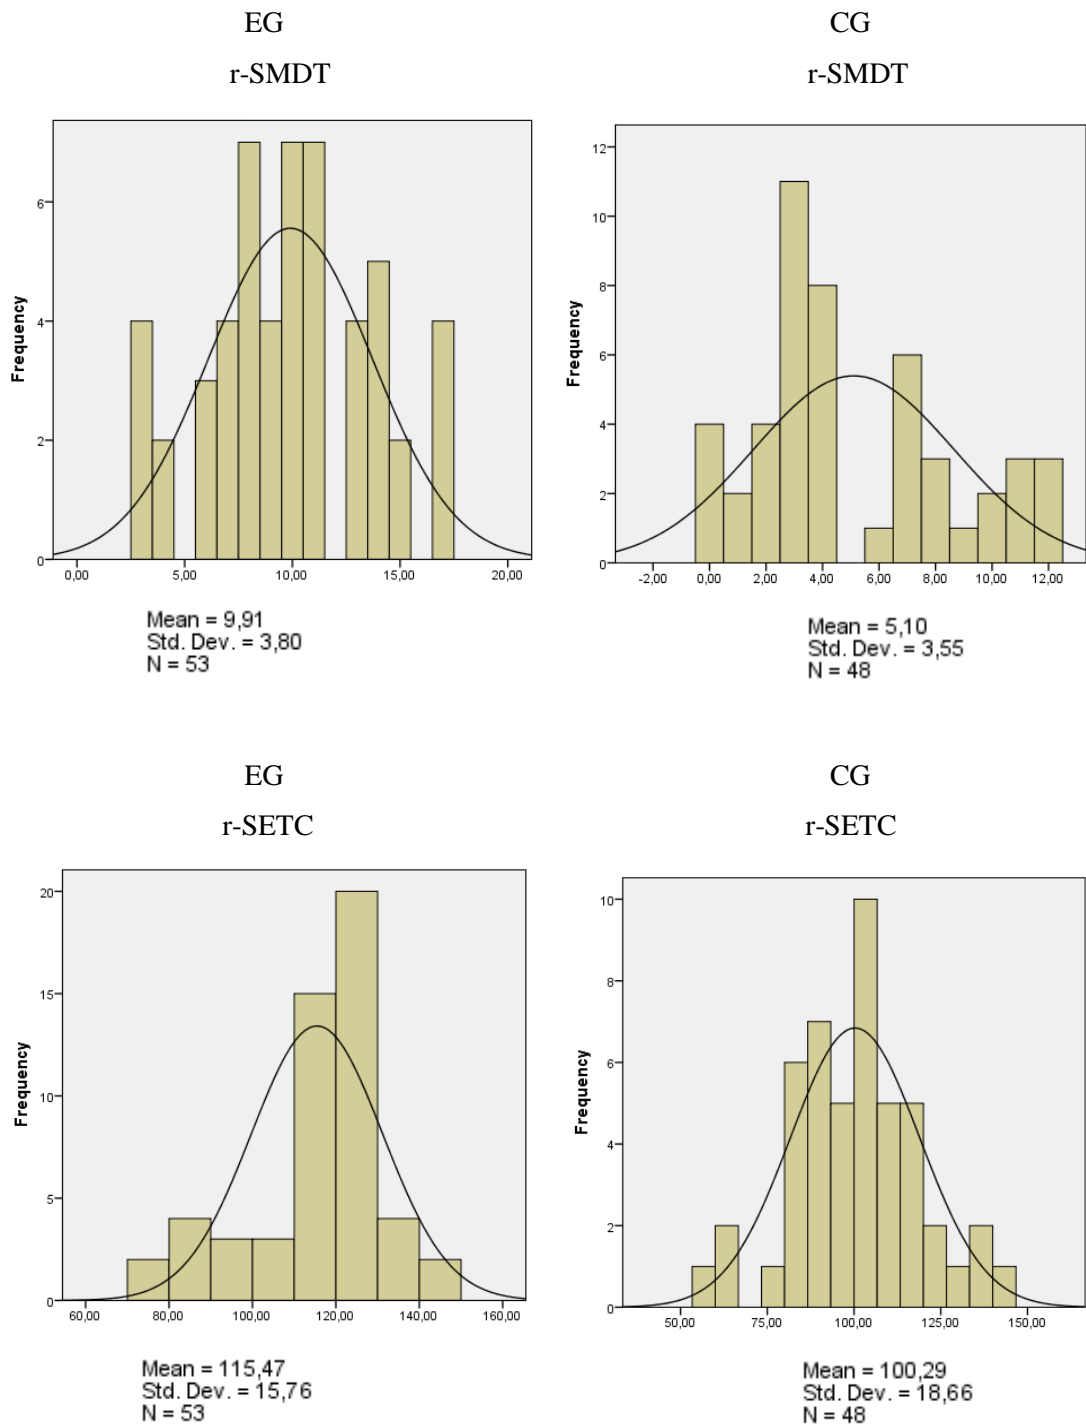 EG
r-SMDT
Frequency
6
4
2
0
0,00 5,00 10,00 15,00 20,00
Mean = 9,91
Std. Dev. = 3,80
N = 53
CG
r-SMDT
Frequency
12
10
8
6
4
2
0
-2,00 0,00 2,00 4,00 6,00 8,00 10,00 12,00
Mean = 5,10
Std. Dev. = 3,55
N = 48
EG
r-SETC
Frequency
20
15
10
5
0
60,00 80,00 100,00 120,00 140,00 160,00
Mean = 115,47
Std. Dev. = 15,76
N = 53
CG
r-SETC
Frequency
10
8
6
4
2
0
50,00 75,00 100,00 125,00 150,00
Mean = 100,29
Std. Dev. = 18,66
N = 48